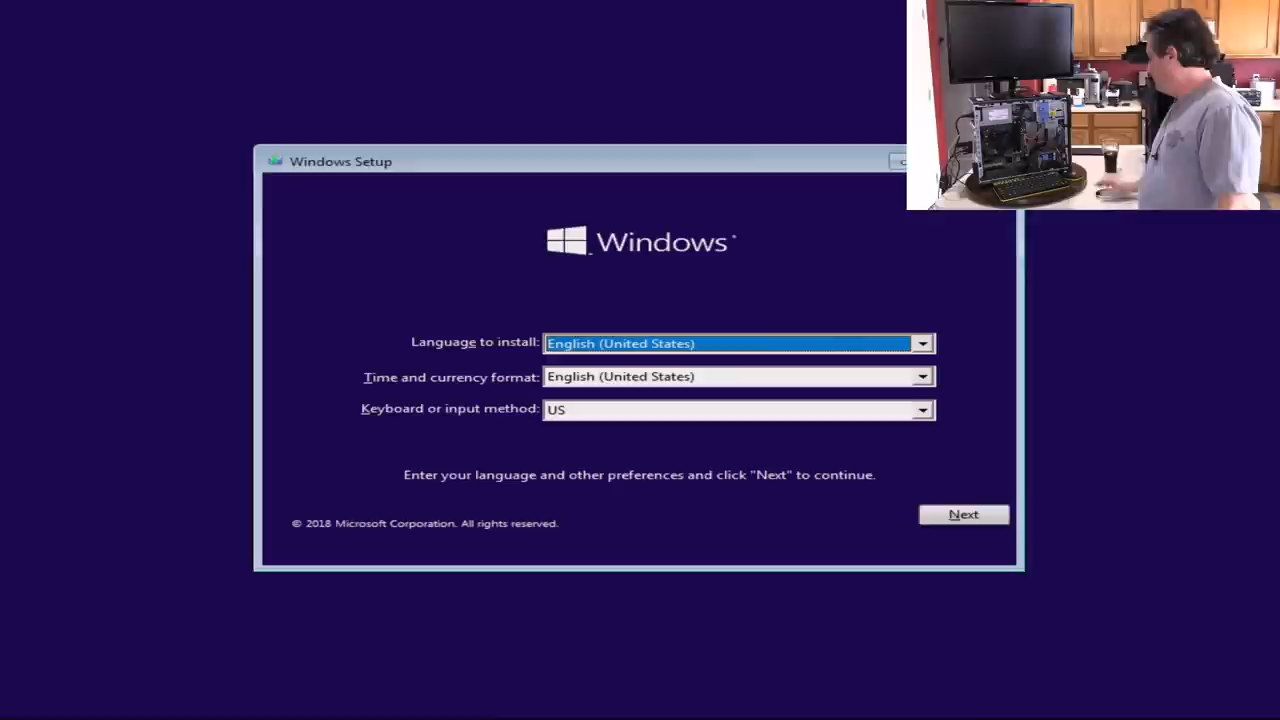 Windows Setup
Windows
Language to install: English (United States)
Time and currency format: English (United States)
Keyboard or input method: US
Enter your language and other preferences and click "Next" to continue.
Next
© 2018 Microsoft Corporation. All rights reserved.